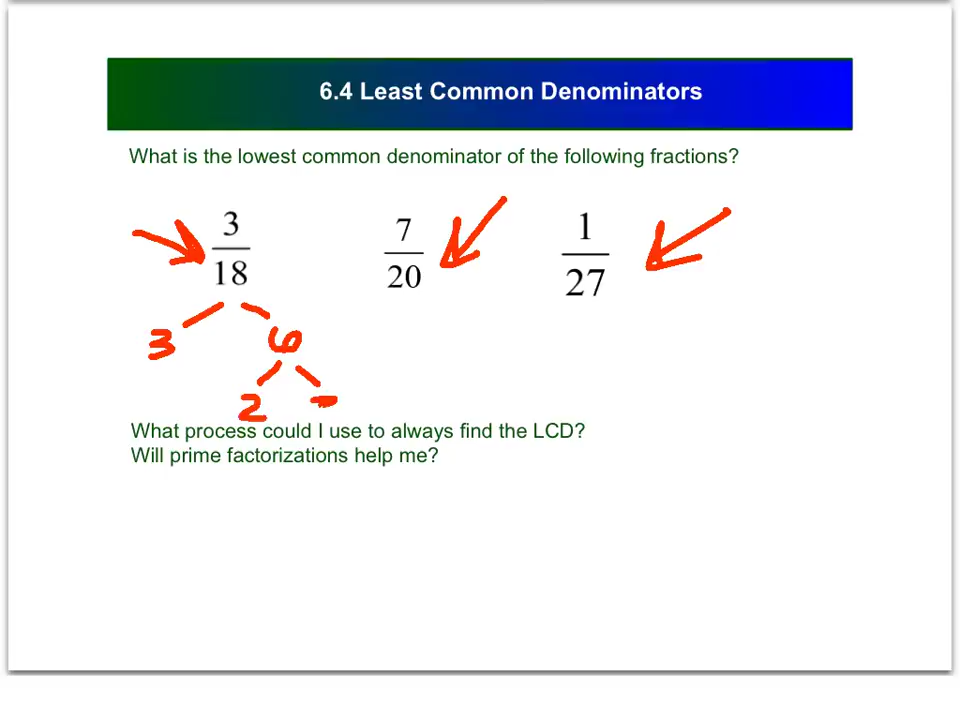 6.4 Least Common Denominators
What is the lowest common denominator of the following fractions?
3 7 1
18 20 27
3 6
2
What process could I use to always find the LCD?
Will prime factorizations help me?